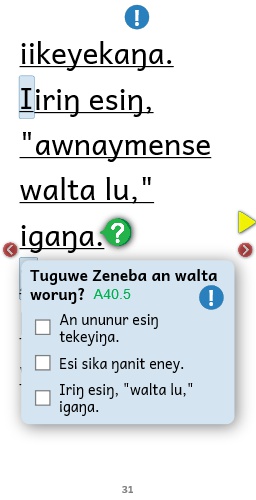 iikeyekaŋa.
Iiriŋ esiŋ,
"awnaymense
walta lu,"
igaŋa.
Tuguwe Zeneba an walta
woruŋ? A40.5
An ununur esiŋ
tekeyiŋa.
Esi sika ŋanit eney.
Iriŋ esiŋ, "walta lu,"
igaŋa.
31